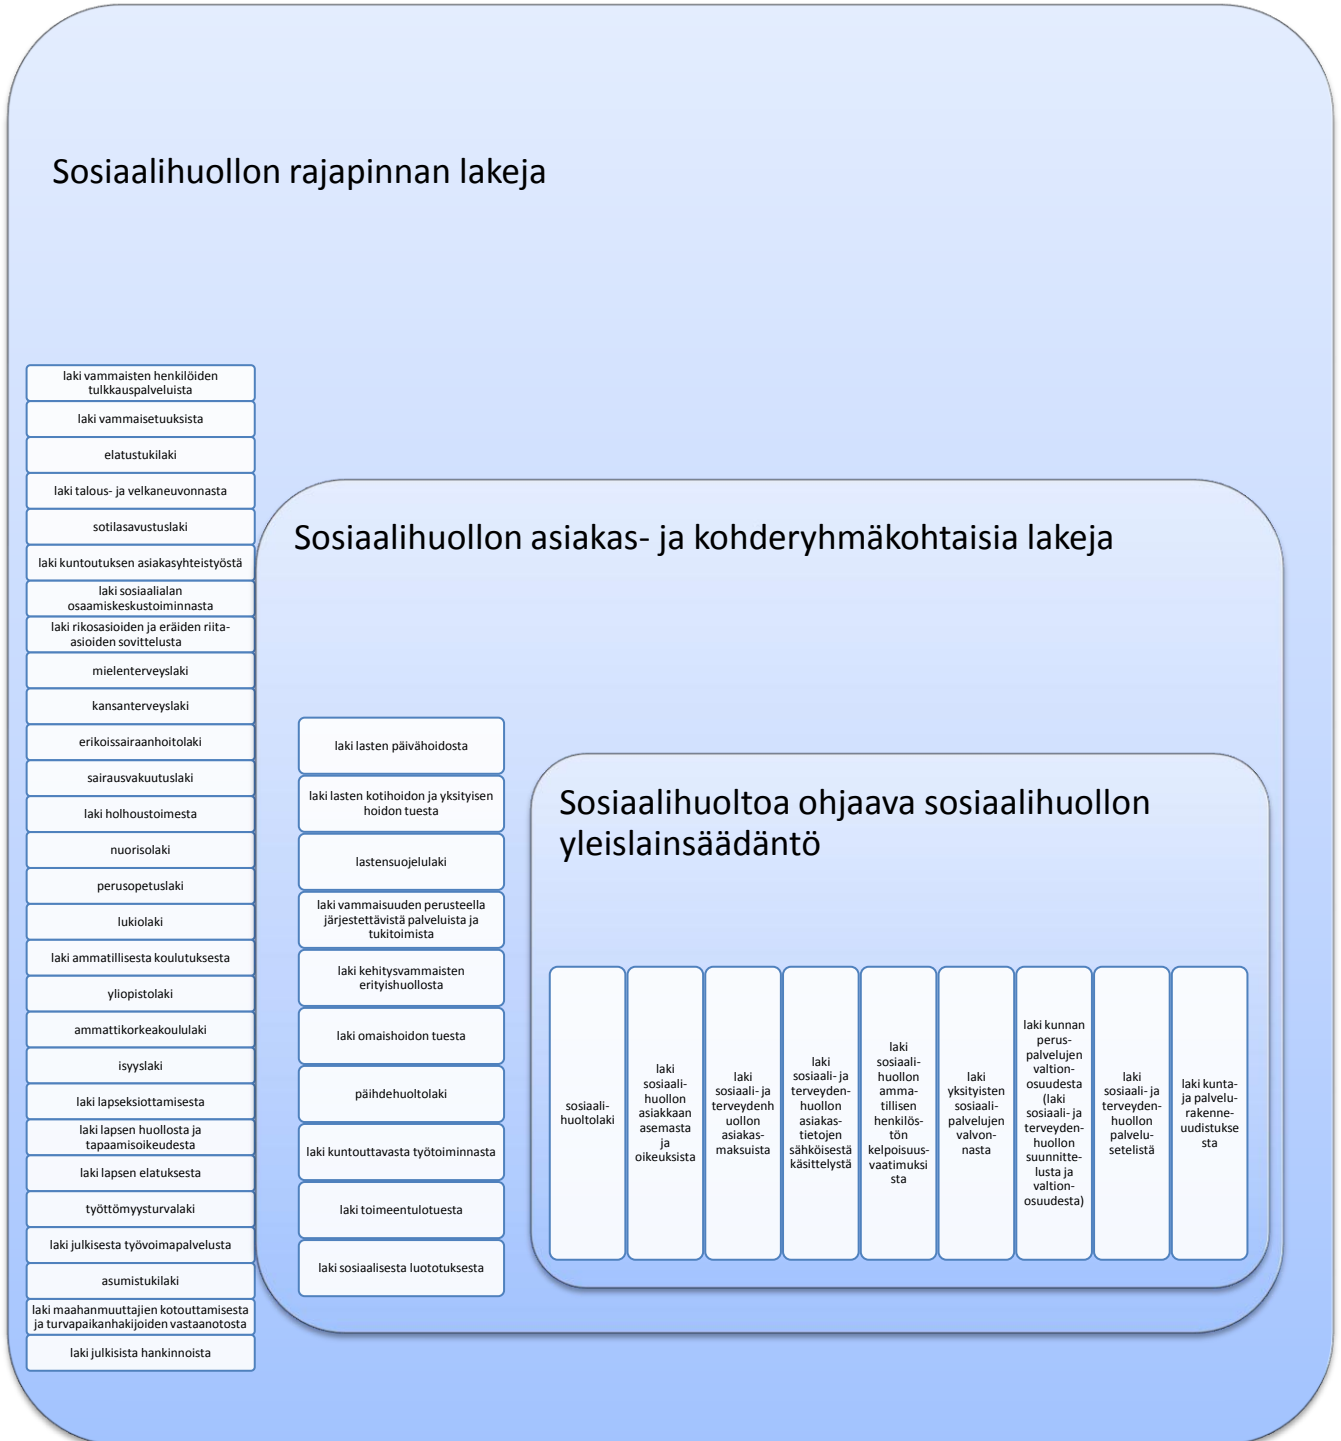 Sosiaalihuollon rajapinnan lakeja
laki vammaisten henkilöiden
tulkkauspalveluista
laki vammaisetuuksista
elatustukilaki
laki talous- ja velkaneuvonnasta
sotilasavustuslaki
laki kuntoutuksen asiakasyhteistyöstä
laki sosiaalialan
osaamiskeskustoiminnasta
laki rikosasioiden ja eräiden riita-
asioiden sovittelusta
mielenterveyslaki
kansanterveyslaki
erikoissairaanhoitolaki
sairausvakuutuslaki
laki holhoustoimesta
nuorisolaki
perusopetuslaki
lukiolaki
laki ammatillisesta koulutuksesta
yliopistolaki
ammattikorkeakoululaki
isyyslaki
laki lapseksiottamisesta
laki lapsen huollosta ja
tapaamisoikeudesta
laki lapsen elatuksesta
työttömyysturvalaki
laki julkisesta työvoimapalvelusta
asumistukilaki
laki maahanmuuttajien kotouttamisesta
ja turvapaikanhakijoiden vastaanotosta
laki julkisista hankinnoista
Sosiaalihuollon asiakas- ja kohderyhmäkohtaisia lakeja
laki lasten päivähoidosta
laki lasten kotihoidon ja yksityisen
hoidon tuesta
lastensuojelulaki
laki vammaisuuden perusteella
järjestettävistä palveluista ja
tukitoimista
laki kehitysvammaisten
erityishuollosta
laki omaishoidon tuesta
päihdehuoltolaki
laki kuntouttavasta työtoiminnasta
laki toimeentulotuesta
laki sosiaalisesta luototuksesta
Sosiaalihuoltoa ohjaava sosiaalihuollon
yleislainsäädäntö
sosiaali-
huoltolaki
laki
sosiaali-
huollon
asiakkaan
asemasta
ja
oikeuksista
laki
sosiaali- ja
terveydenh
uollon
asiakas-
maksuista
laki
sosiaali- ja
terveyden-
huollon
asiakas-
tietojen
sähköisestä
käsittelystä
laki
sosiaali-
huollon
amma-
tillisen
henkilös-
tön
kelpoisuus-
vaatimuksi
sta
laki
yksityisten
sosiaali-
palvelujen
valvon-
nasta
laki kunnan
perus-
palvelujen
valtion-
osuudesta
(laki
sosiaali- ja
terveyden-
huollon
suunnitte-
lusta ja
valtion-
osuudesta)
laki
sosiaali- ja
terveyden-
huollon
palvelu-
setelistä
laki kunta-
ja palvelu-
rakenne-
uudistukse
sta